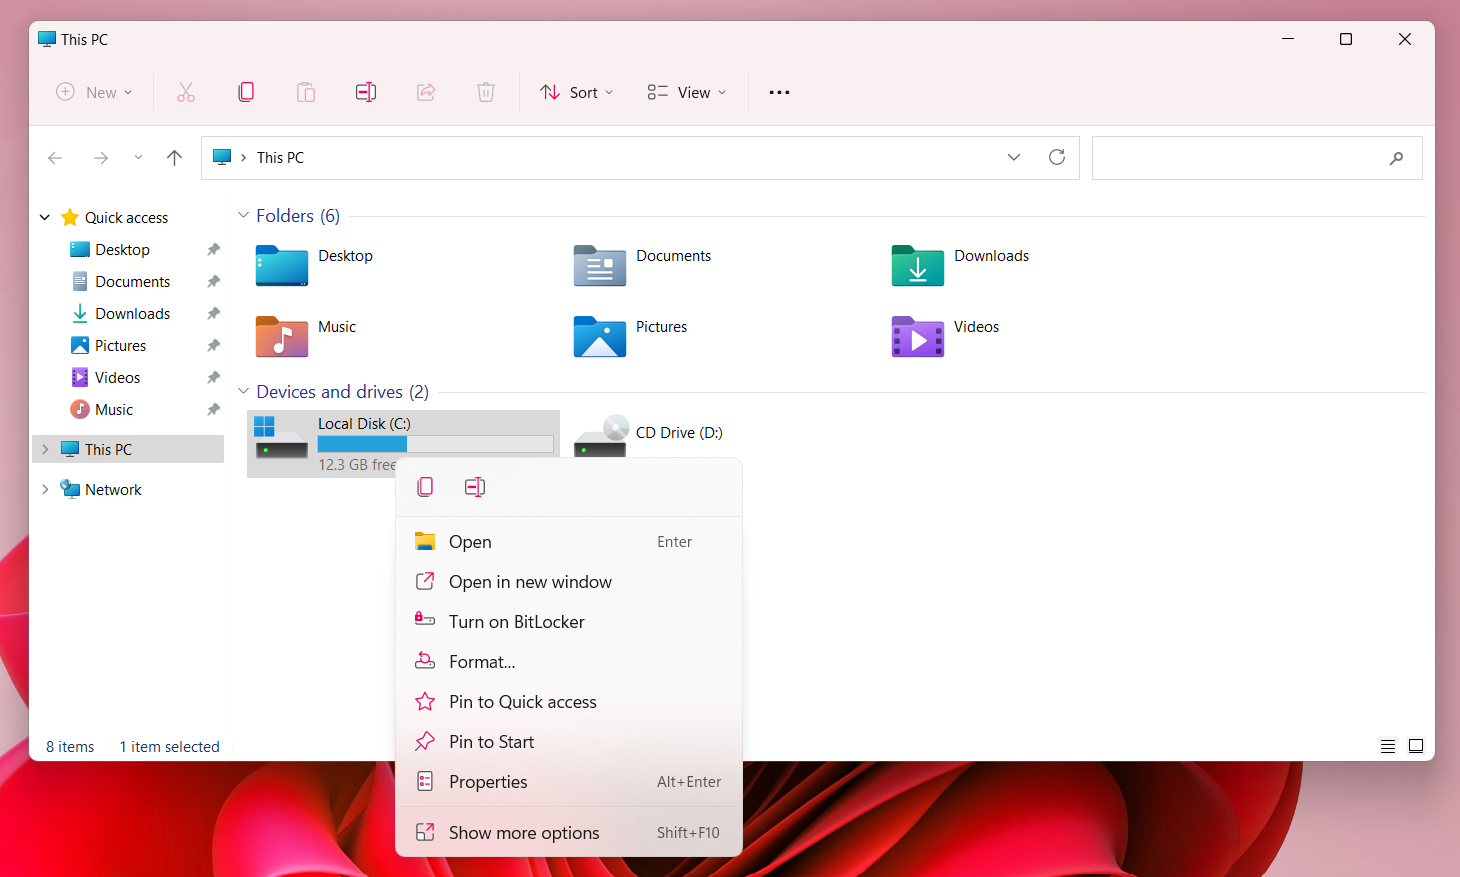 This PC
New
Sort
View
This PC
Quick access
Desktop
Documents
Downloads
Pictures
Videos
Music
This PC
Network
Folders (6)
Desktop
Documents
Downloads
Music
Pictures
Videos
Devices and drives (2)
Local Disk (C:)
12.3 GB free
CD Drive (D:)
Open Enter
Open in new window
Turn on BitLocker
Format...
Pin to Quick access
Pin to Start
Properties Alt+Enter
Show more options Shift+F10
8 items 1 item selected